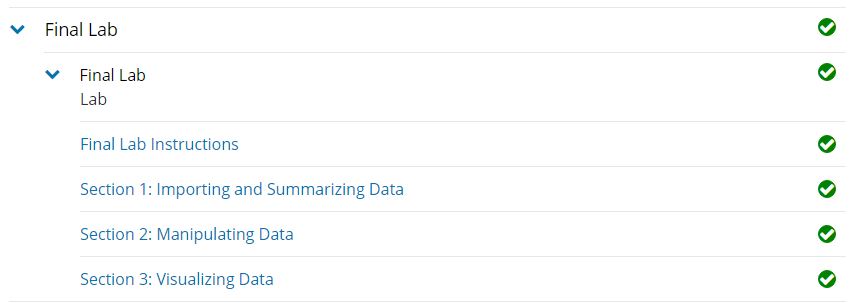 Final Lab
Final Lab
Lab
Final Lab Instructions
Section 1: Importing and Summarizing Data
Section 2: Manipulating Data
Section 3: Visualizing Data